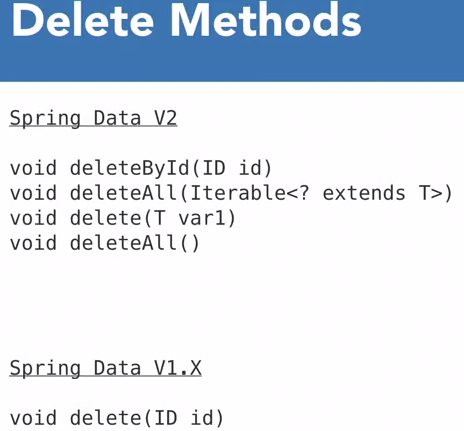 Delete Methods
Spring Data V2
void deleteById(ID id)
void deleteAll(Iterable<? extends T>)
void delete(T var1)
void deleteAll()
Spring Data V1.X
void delete(ID id)